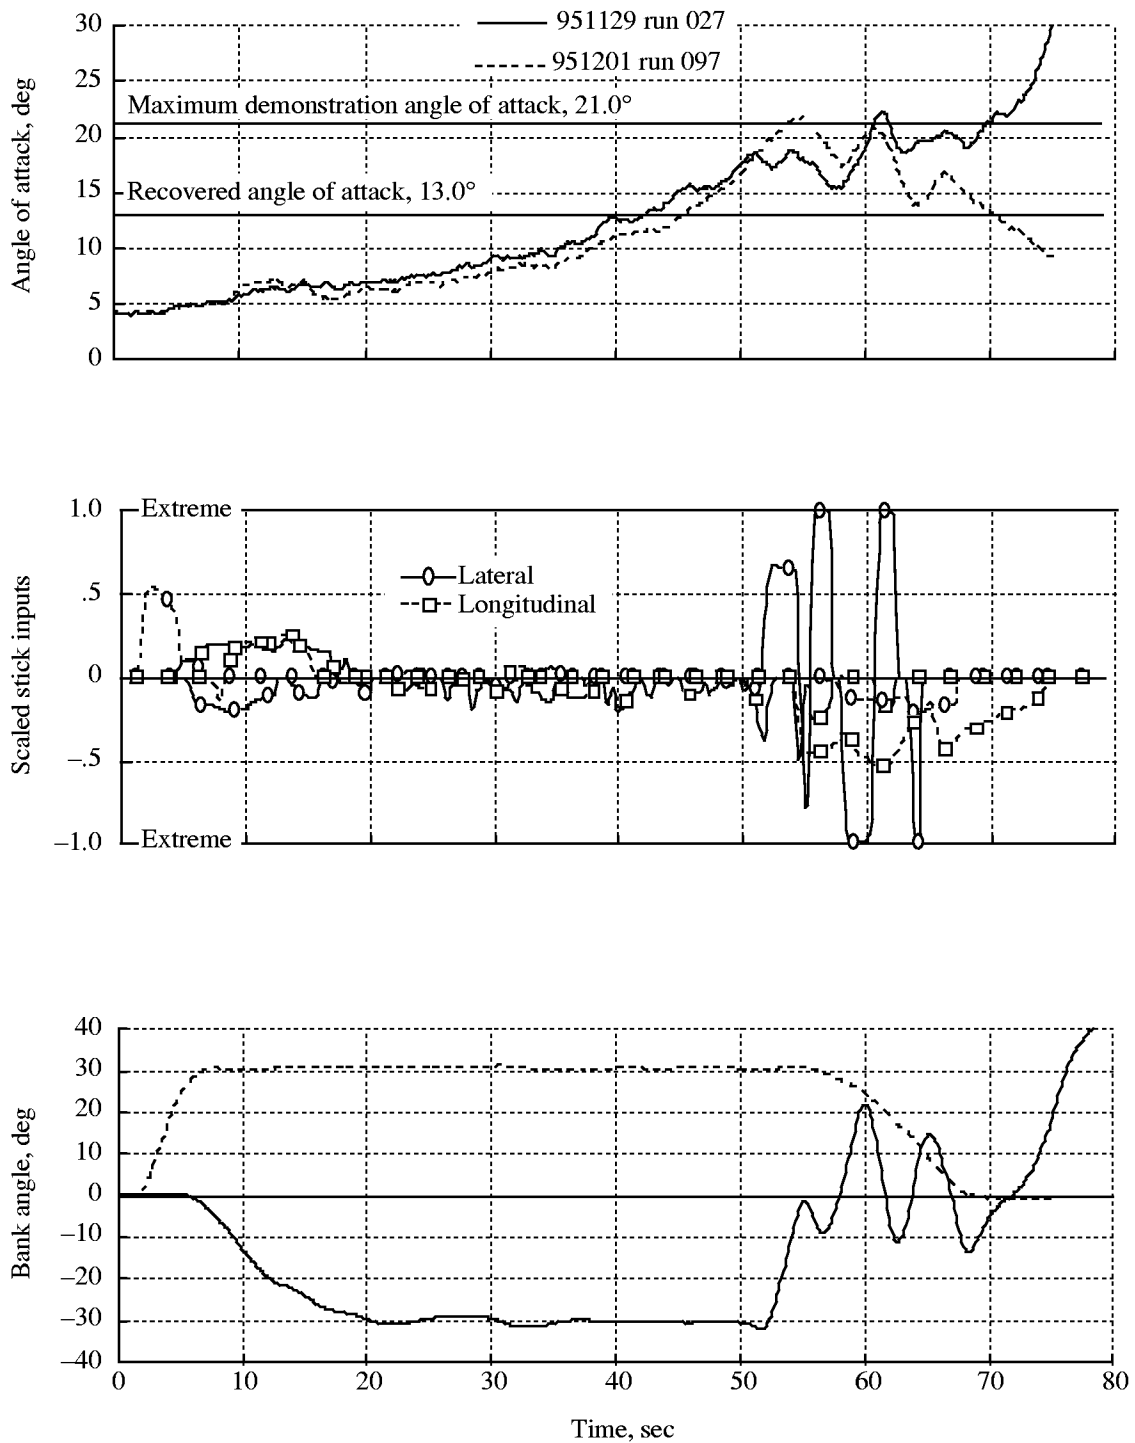 951129 run 027
951201 run 097
Angle of attack, deg
30
25
20
15
10
5
0
Maximum demonstration angle of attack, 21.0°
Recovered angle of attack, 13.0°
Scaled stick inputs
1.0
.5
0
–.5
–1.0
Extreme
Lateral
Longitudinal
Extreme
Bank angle, deg
40
30
20
10
0
–10
–20
–30
–40
0 10 20 30 40 50 60 70 80
Time, sec